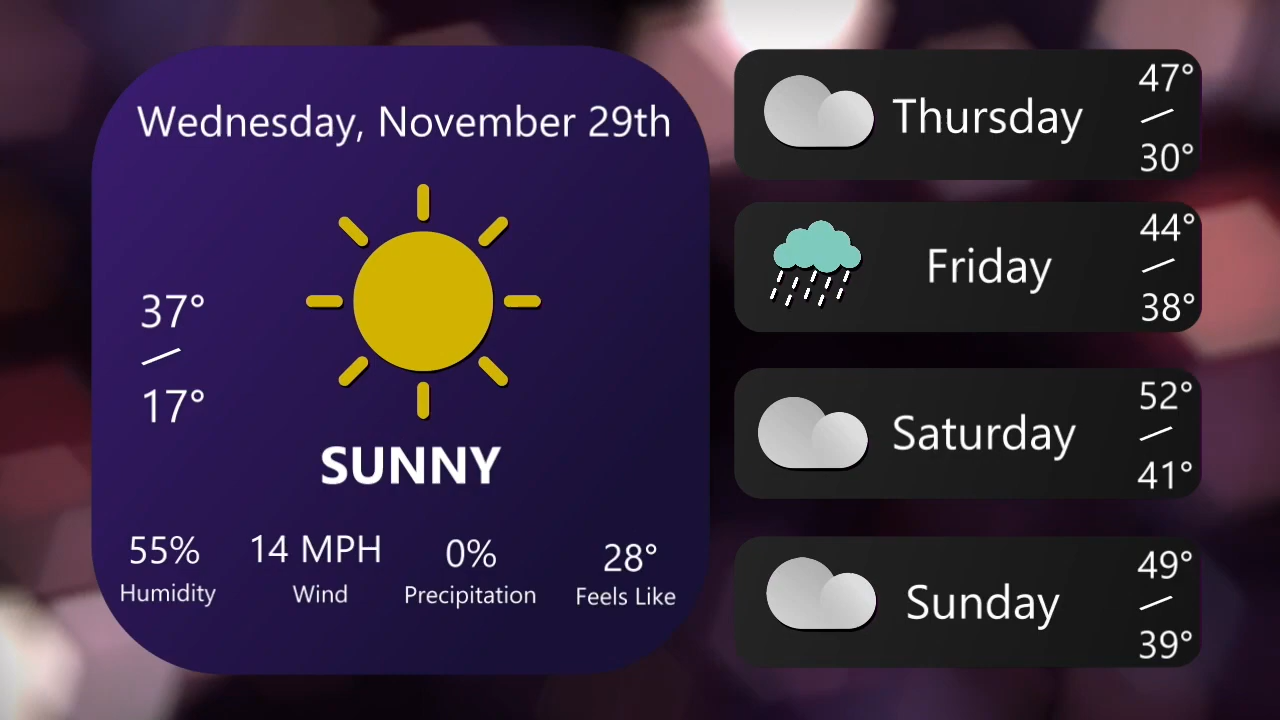 Wednesday, November 29th
37°
17°
SUNNY
55%
Humidity
14 MPH
Wind
0%
Precipitation
28°
Feels Like
Thursday
47°
30°
Friday
44°
38°
Saturday
52°
41°
Sunday
49°
39°